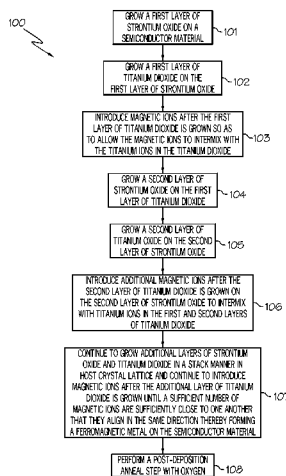 100
GROW A FIRST LAYER OF
STRONTIUM OXIDE ON A
SEMICONDUCTOR MATERIAL
101
GROW A FIRST LAYER OF
TITANIUM DIOXIDE ON THE
FIRST LAYER OF STRONTIUM OXIDE
102
INTRODUCE MAGNETIC IONS AFTER THE FIRST
LAYER OF TITANIUM DIOXIDE IS GROWN SO AS
TO ALLOW THE MAGNETIC IONS TO INTERMIX WITH
THE TITANIUM IONS IN THE TITANIUM DIOXIDE
103
GROW A SECOND LAYER OF
STRONTIUM OXIDE ON THE FIRST
LAYER OF TITANIUM DIOXIDE
104
GROW A SECOND LAYER OF
TITANIUM OXIDE ON THE SECOND
LAYER OF STRONTIUM OXIDE
105
INTRODUCE ADDITIONAL MAGNETIC IONS AFTER THE
SECOND LAYER OF TITANIUM DIOXIDE IS GROWN ON
THE SECOND LAYER OF STRONTIUM OXIDE TO INTERMIX
WITH TITANIUM IONS IN THE FIRST AND SECOND LAYERS
OF TITANIUM DIOXIDE
106
CONTINUE TO GROW ADDITIONAL LAYERS OF STRONTIUM
OXIDE AND TITANIUM DIOXIDE IN A STACK MANNER IN
HOST CRYSTAL LATTICE AND CONTINUE TO INTRODUCE
MAGNETIC IONS AFTER THE ADDITIONAL LAYER OF TITANIUM
DIOXIDE IS GROWN UNTIL A SUFFICIENT NUMBER OF
MAGNETIC IONS ARE SUFFICIENTLY CLOSE TO ONE ANOTHER
THAT THEY ALIGN IN THE SAME DIRECTION THEREBY FORMING
A FERROMAGNETIC METAL ON THE SEMICONDUCTOR MATERIAL
107
PERFORM A POST-DEPOSITION
ANNEAL STEP WITH OXYGEN
108